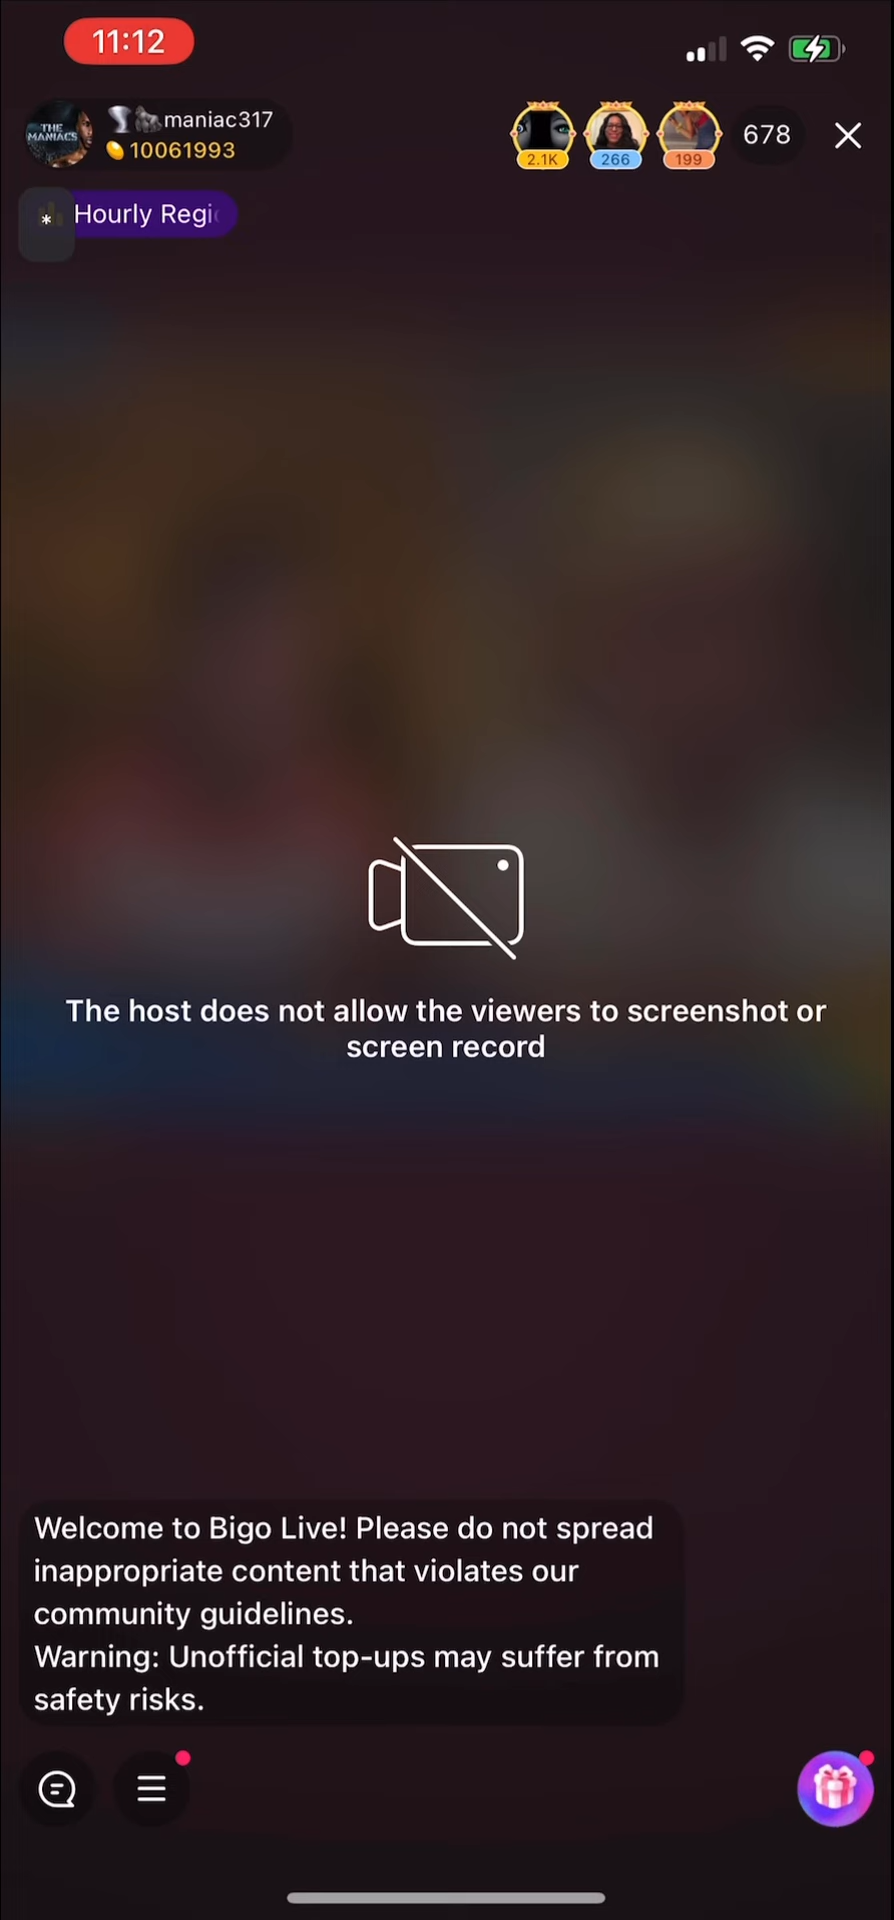 11:12
THE
MANIACS
maniac317
10061993
2.1K
266
199
678
*
Hourly Regi
The host does not allow the viewers to screenshot or
screen record
Welcome to Bigo Live! Please do not spread
inappropriate content that violates our
community guidelines.
Warning: Unofficial top-ups may suffer from
safety risks.